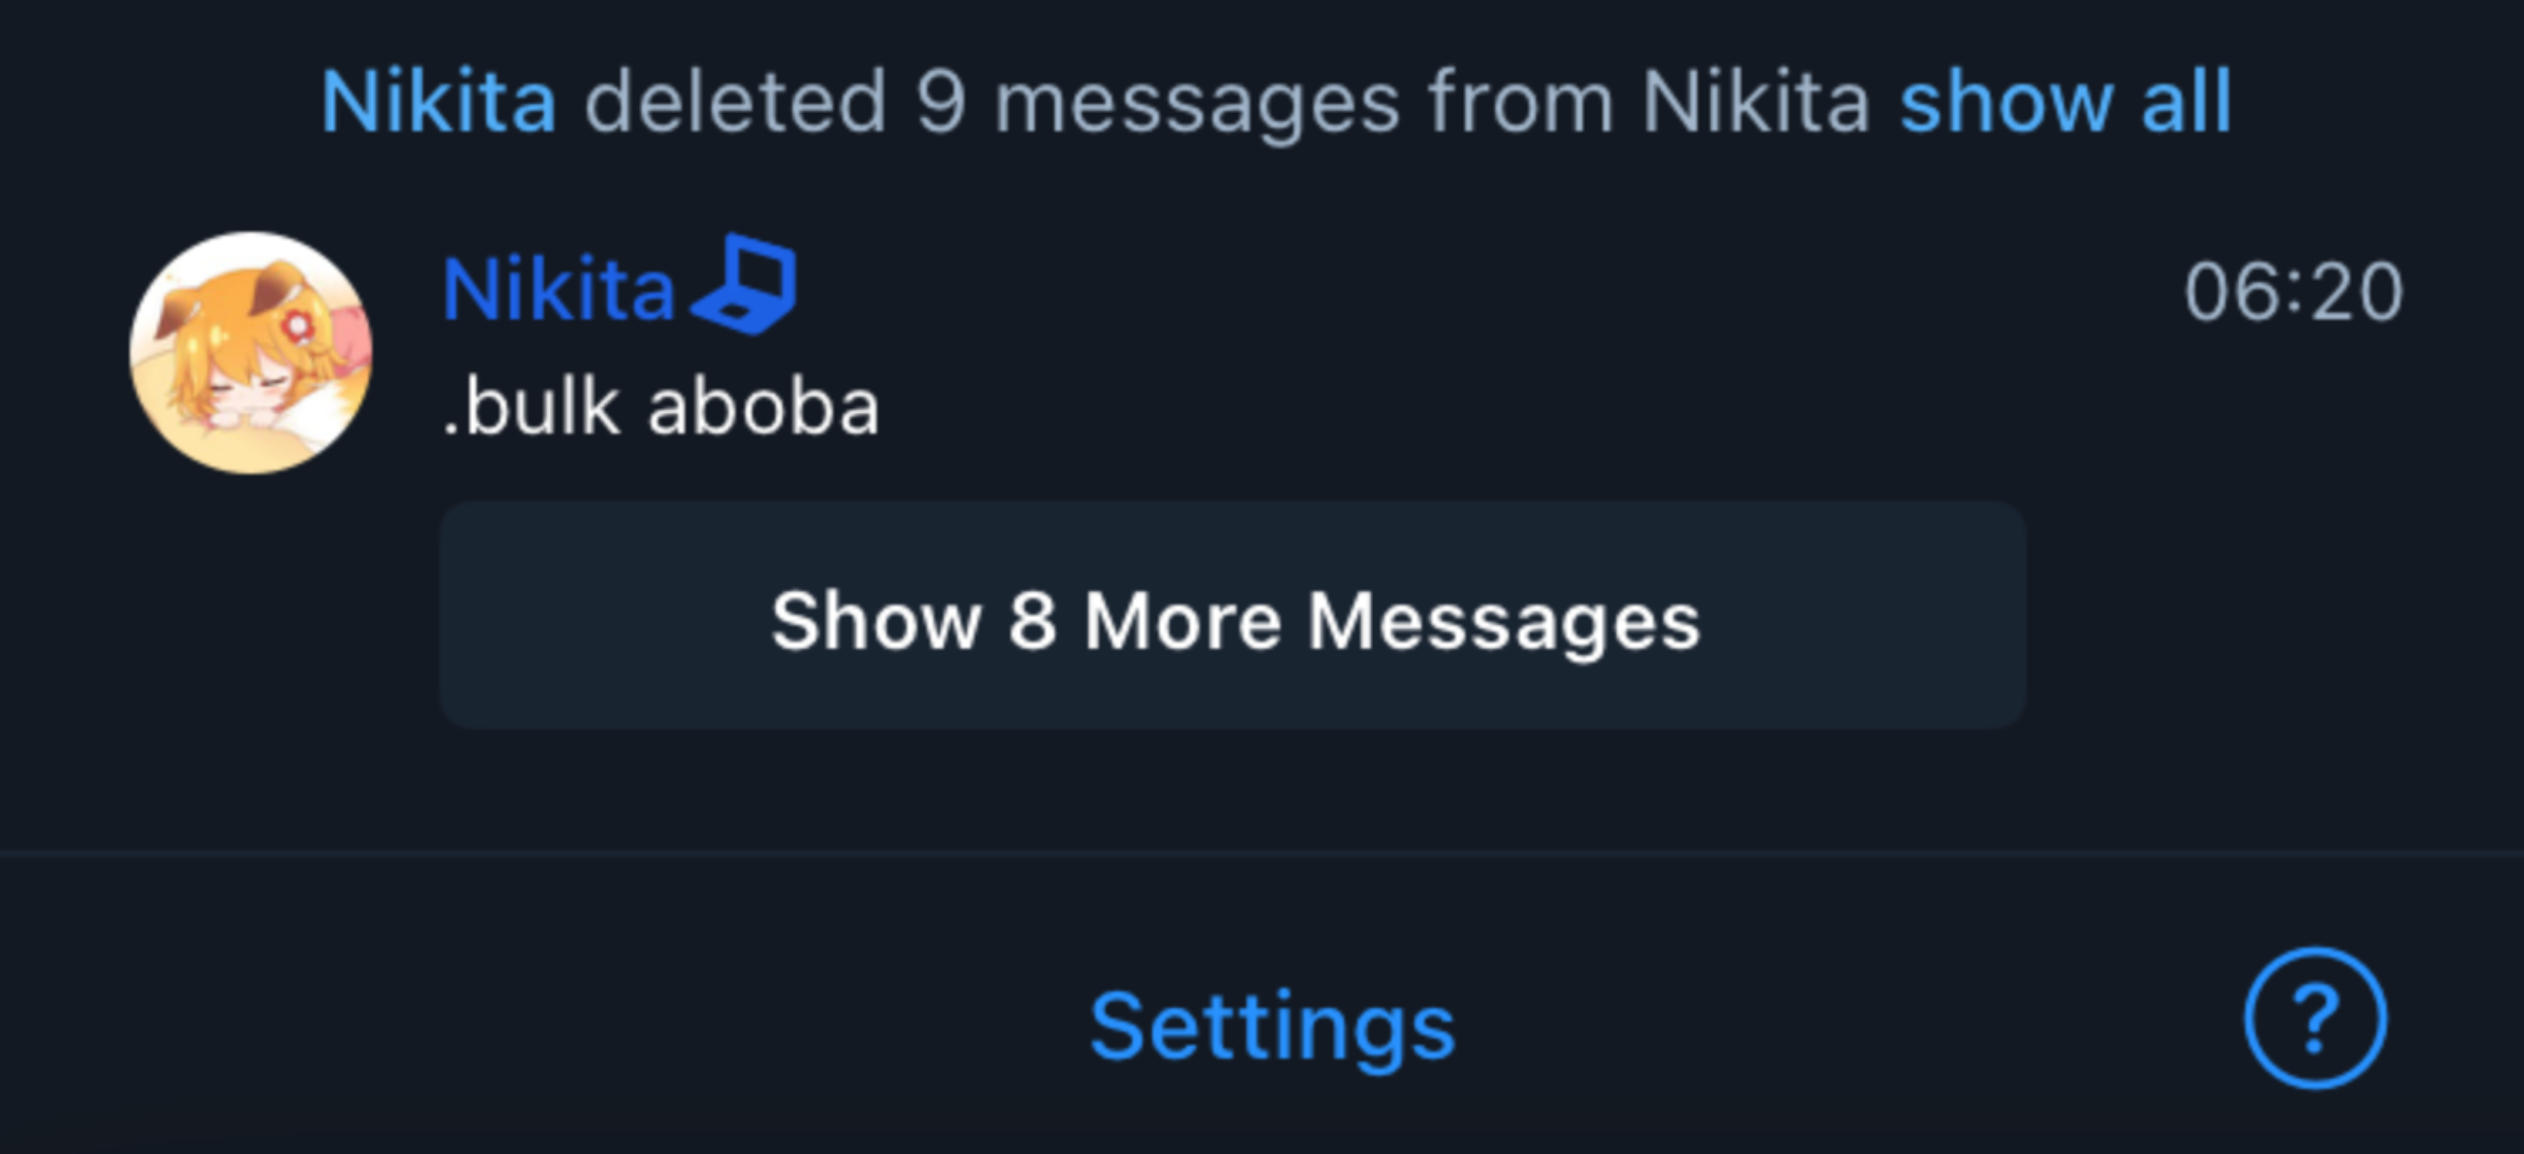 Nikita deleted 9 messages from Nikita show all
Nikita 06:20
.bulk aboba
Show 8 More Messages
Settings ?